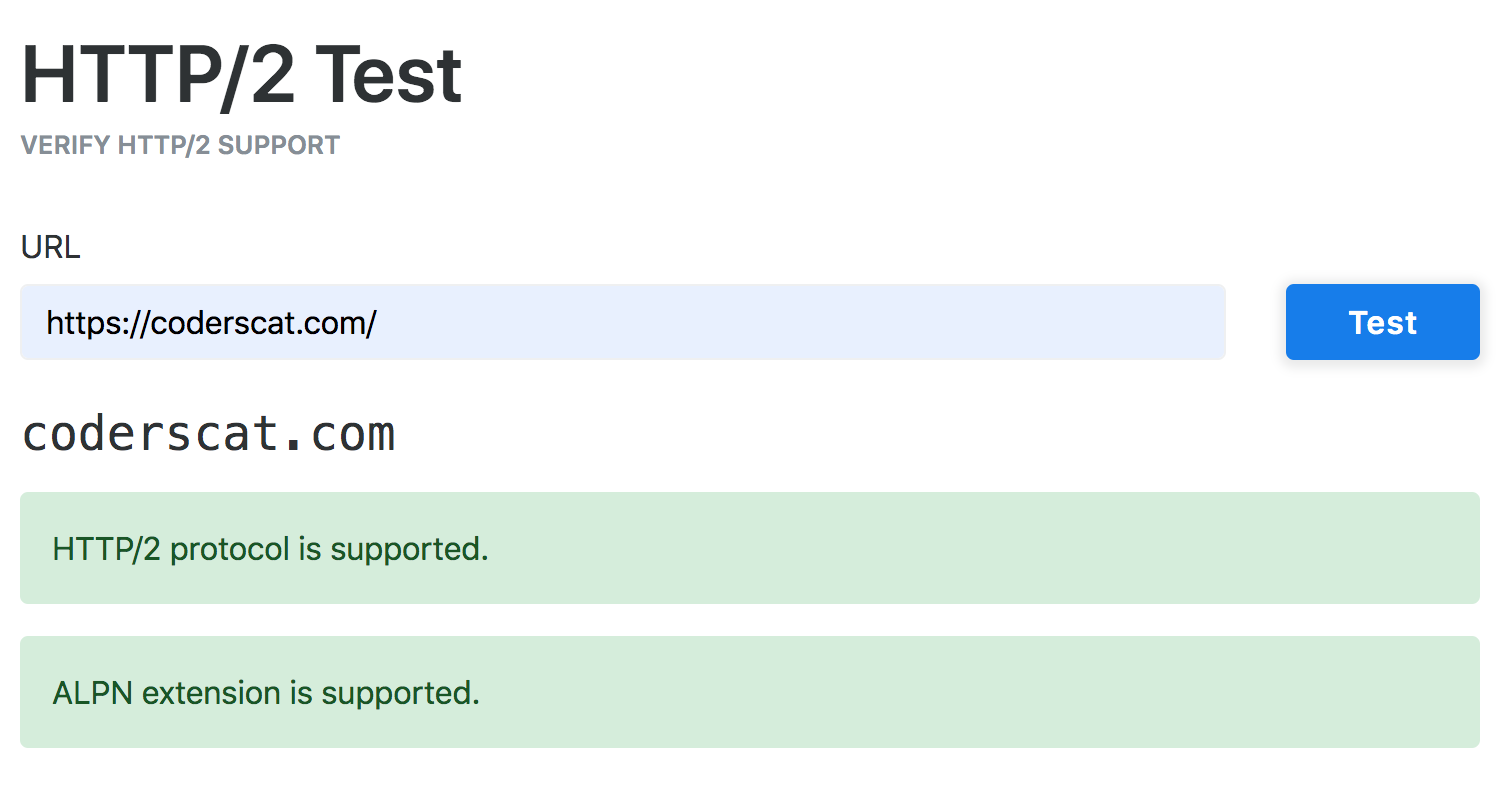 HTTP/2 Test
VERIFY HTTP/2 SUPPORT
URL
https://coderscat.com/
Test
coderscat.com
HTTP/2 protocol is supported.
ALPN extension is supported.